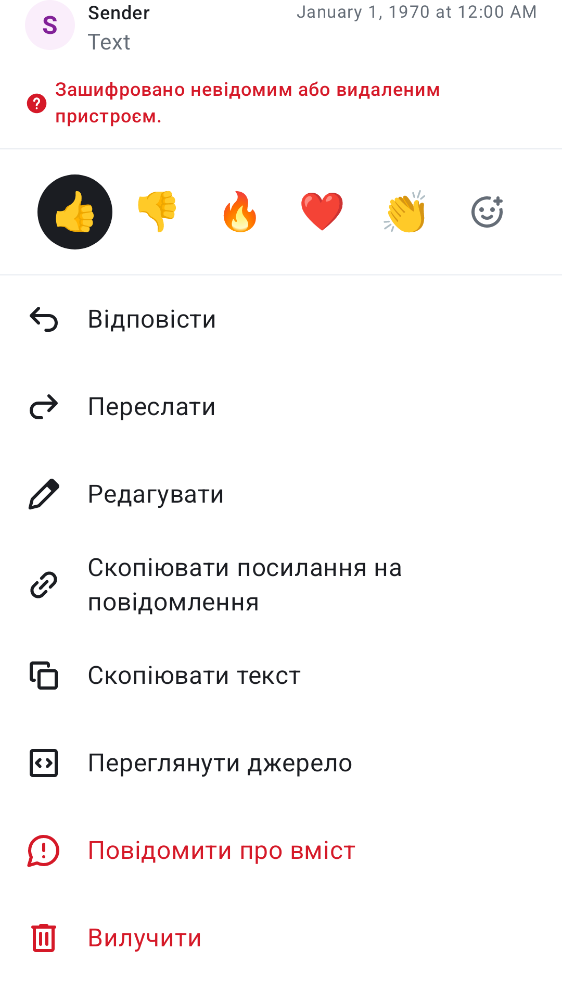 S
Sender
January 1, 1970 at 12:00 AM
Text
Зашифровано невідомим або видаленим
пристроєм.
Відповісти
Переслати
Редагувати
Скопіювати посилання на
повідомлення
Скопіювати текст
Переглянути джерело
Повідомити про вміст
Вилучити